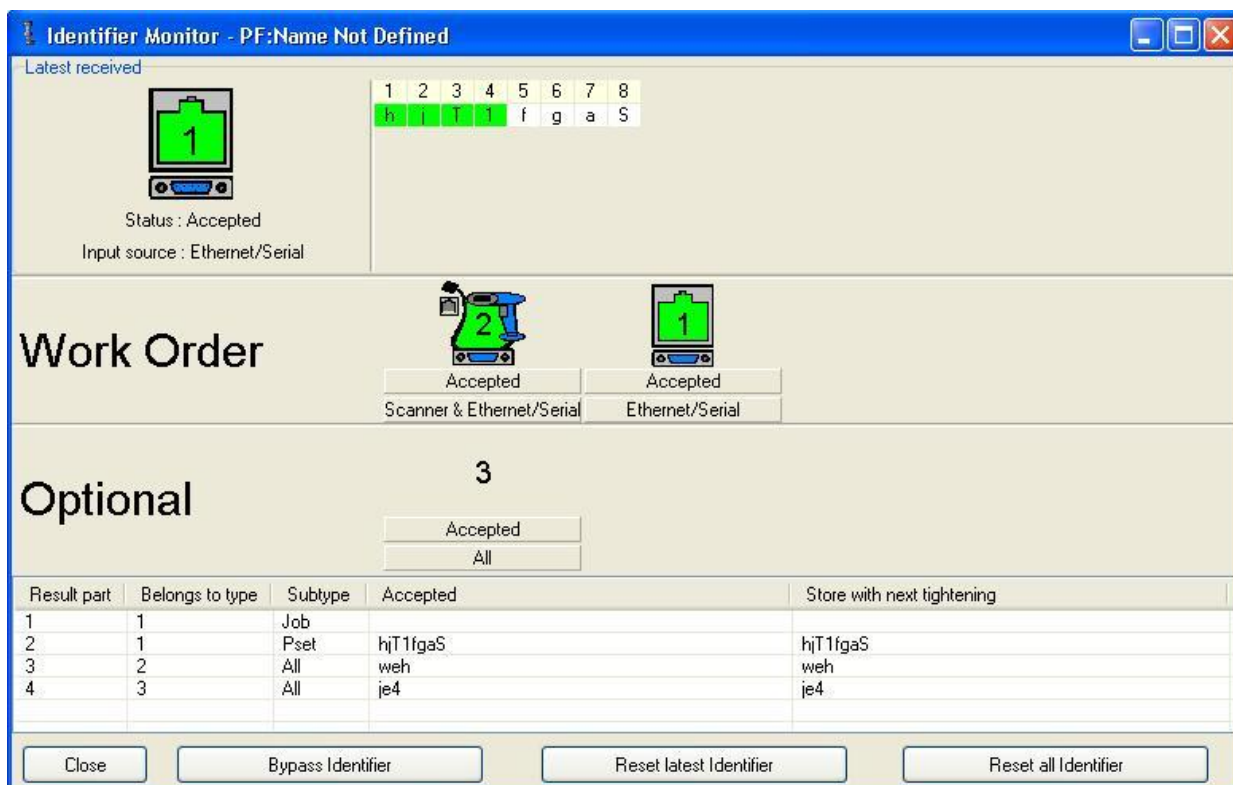 Identifier Monitor - PF:Name Not Defined
Latest received
1 2 3 4 5 6 7 8
h j T 1 f g a S
1
Status : Accepted
Input source : Ethernet/Serial
Work Order
2 1
Accepted Accepted
Scanner & Ethernet/Serial Ethernet/Serial
Optional
3
Accepted
All
Result part Belongs to type Subtype Accepted Store with next tightening
1 1 Job
2 1 Pset hjT1fgaS hjT1fgaS
3 2 All weh weh
4 3 All je4 je4
Close Bypass Identifier Reset latest Identifier Reset all Identifier